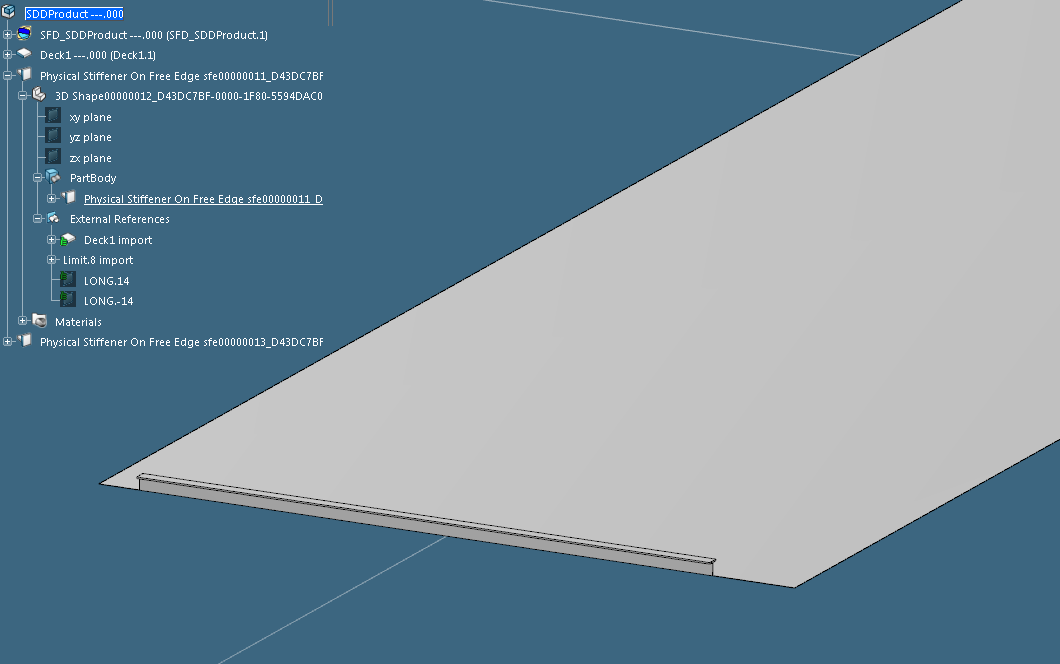 SDDProduct ---.000
SFD_SDDProduct ---.000 (SFD_SDDProduct.1)
Deck1 ---.000 (Deck1.1)
Physical Stiffener On Free Edge sfe00000011_D43DC7BF
3D Shape00000012_D43DC7BF-0000-1F80-5594DAC0
xy plane
yz plane
zx plane
PartBody
Physical Stiffener On Free Edge sfe00000011_D
External References
Deck1 import
Limit.8 import
LONG.14
LONG.-14
Materials
Physical Stiffener On Free Edge sfe00000013_D43DC7BF